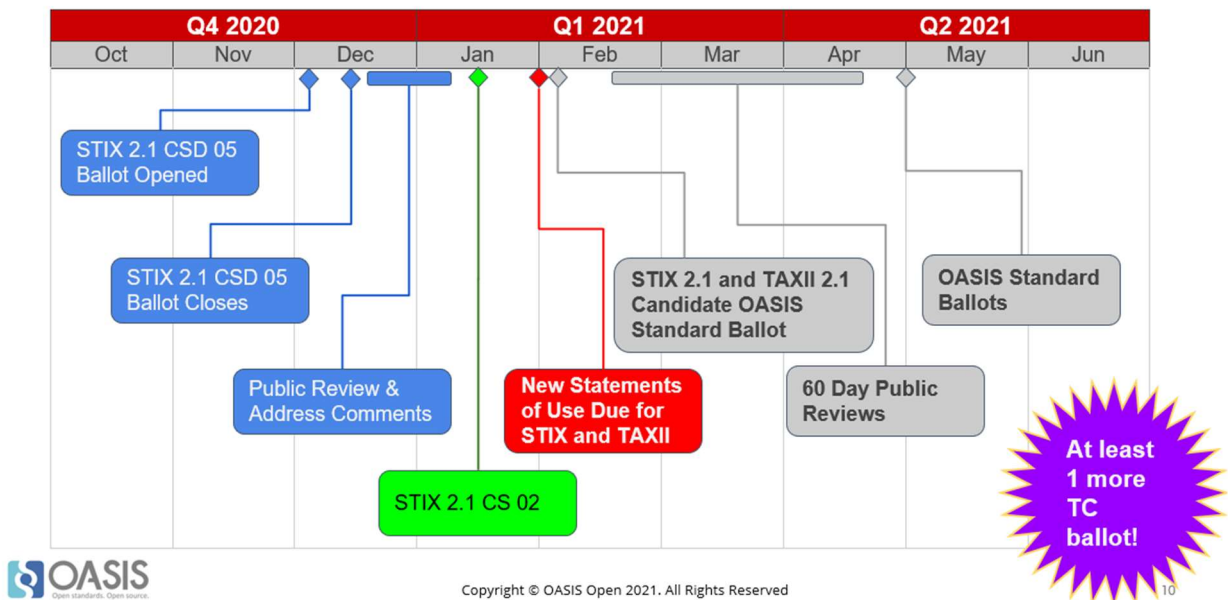 Q4 2020
Q1 2021
Q2 2021
Oct
Nov
Dec
Jan
Feb
Mar
Apr
May
Jun
STIX 2.1 CSD 05
Ballot Opened
STIX 2.1 CSD 05
Ballot Closes
Public Review &
Address Comments
STIX 2.1 CS 02
New Statements
of Use Due for
STIX and TAXII
STIX 2.1 and TAXII 2.1
Candidate OASIS
Standard Ballot
60 Day Public
Reviews
OASIS Standard
Ballots
At least
1 more
TC
ballot!
OASIS
Open standards. Open source.
Copyright © OASIS Open 2021. All Rights Reserved
10